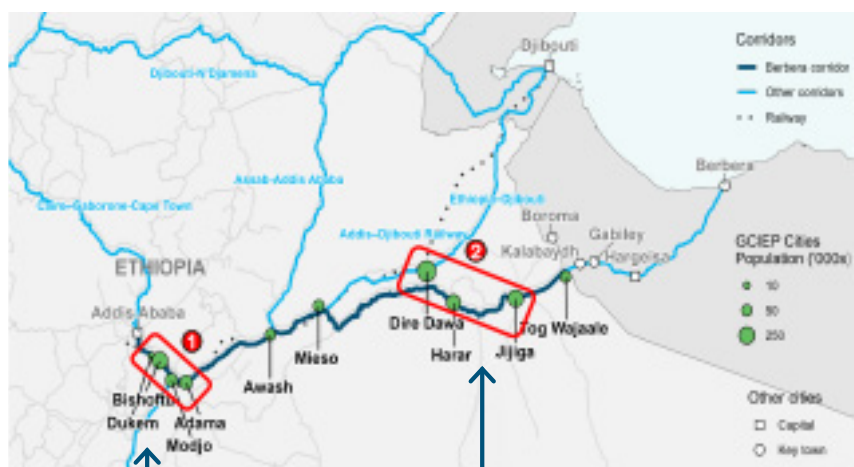 Djibouti
Corridors
Berbera corridor
Other corridors
Railway
Djibouti-N'Djamena
Assab-Addis Ababa
Cairo-Gaborone-Cape Town
Ethiopia-Djibouti
Addis-Djibouti Railway
Berbera
Boroma
Gabiley
Kalabaydh
Hargeisa
GCIEP Cities
Population ('000s)
10
50
250
ETHIOPIA
Addis Ababa
1
2
Dire Dawa
Tog Wajaale
Mieso
Harar
Jijiga
Awash
Bishoftu
Dukem
Adama
Modjo
Other cities
Capital
Key town